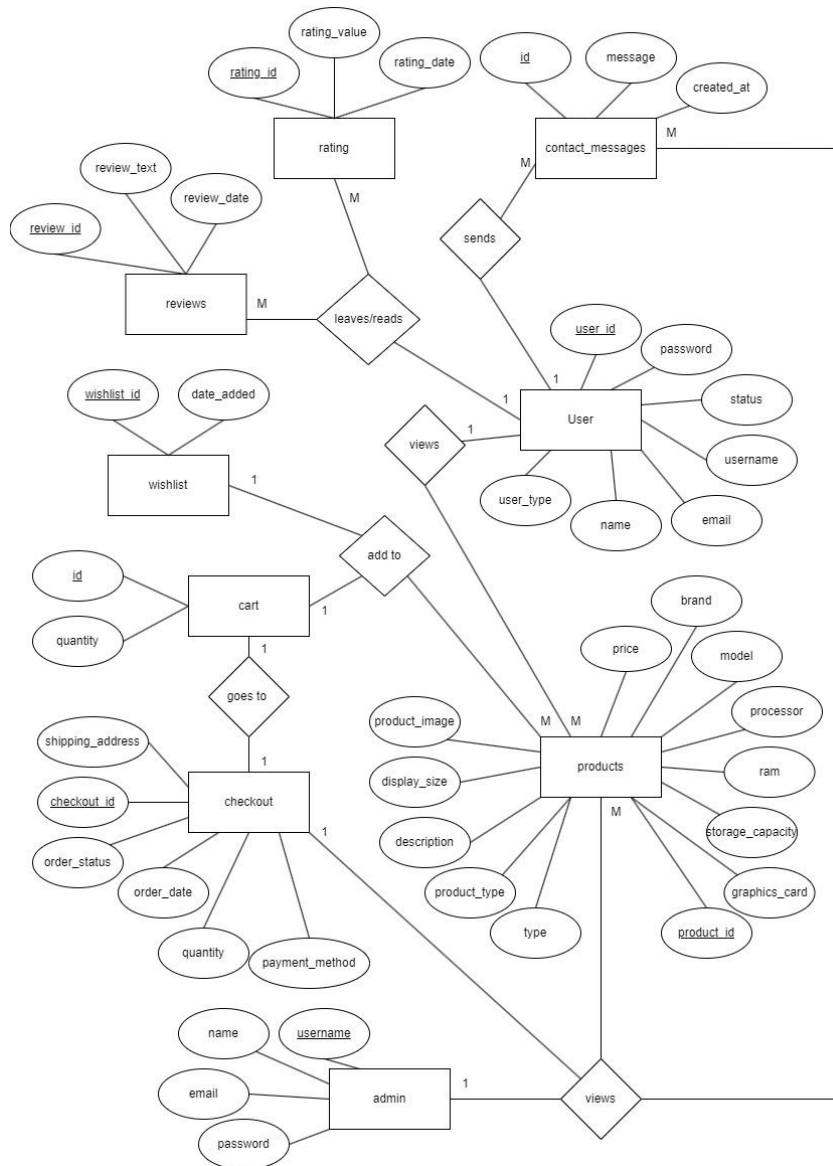 rating_value
id
message
rating_id
rating_date
created_at
rating
contact_messages
M
M
review_text
M
review_date
review_id
sends
reviews
M
leaves/reads
user_id
password
wishlist_id
date_added
1
1
status
1
User
views
username
wishlist
1
user_type
name
email
add to
id
cart
1
brand
quantity
1
price
model
goes to
product_image
M
M
processor
shipping_address
1
display_size
products
ram
checkout_id
checkout
M
1
storage_capacity
order_status
description
order_date
product_type
graphics_card
type
product_id
quantity
payment_method
name
username
1
email
admin
views
password